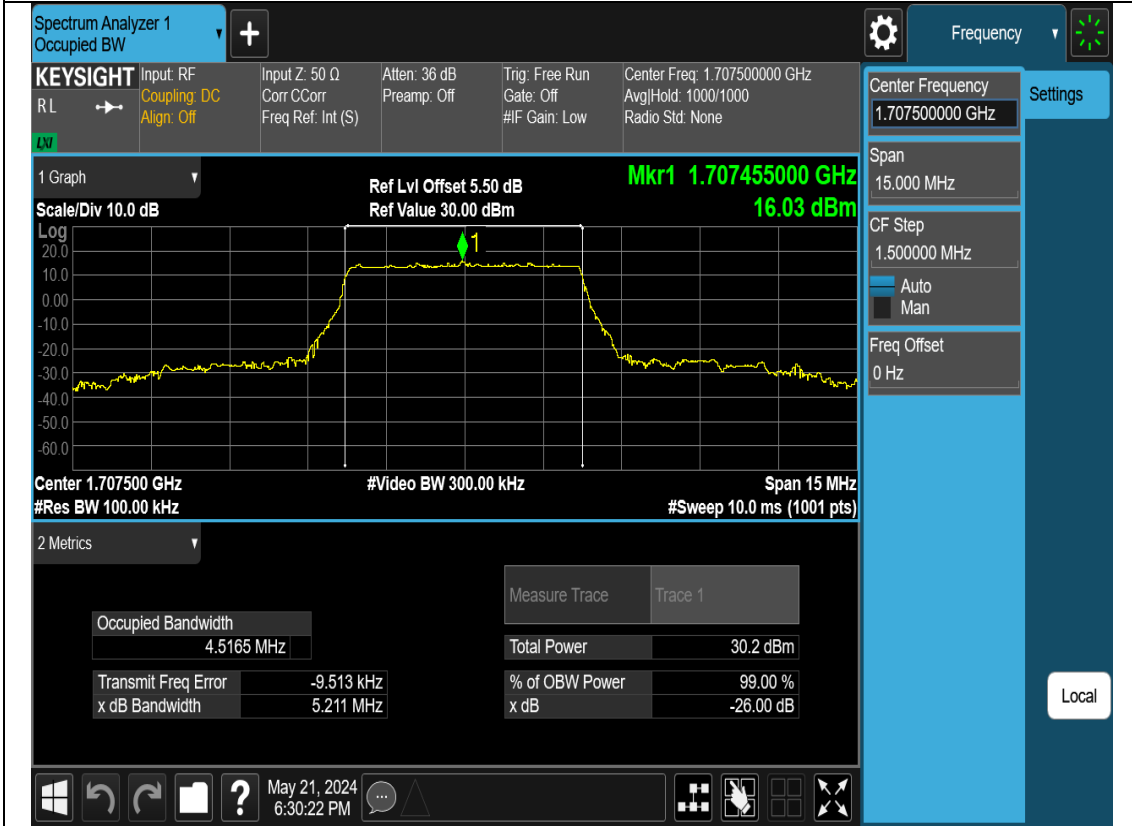 Spectrum Analyzer 1
Occupied BW
+
Frequency
KEYSIGHT
RL
LXI
Input: RF
Coupling: DC
Align: Off
Input Z: 50 Ω
Corr CCorr
Freq Ref: Int (S)
Atten: 36 dB
Preamp: Off
Trig: Free Run
Gate: Off
#IF Gain: Low
Center Freq: 1.707500000 GHz
Avg|Hold: 1000/1000
Radio Std: None
Center Frequency
1.707500000 GHz
Settings
Span
15.000 MHz
CF Step
1.500000 MHz
Auto
Man
Freq Offset
0 Hz
Local
1 Graph
Scale/Div 10.0 dB
Ref Lvl Offset 5.50 dB
Ref Value 30.00 dBm
Mkr1 1.707455000 GHz
16.03 dBm
Log
1
20.0
10.0
0.00
-10.0
-20.0
-30.0
-40.0
-50.0
-60.0
Center 1.707500 GHz
#Video BW 300.00 kHz
Span 15 MHz
#Res BW 100.00 kHz
#Sweep 10.0 ms (1001 pts)
2 Metrics
Measure Trace
Trace 1
Occupied Bandwidth
4.5165 MHz
Total Power
30.2 dBm
Transmit Freq Error
-9.513 kHz
% of OBW Power
99.00 %
x dB Bandwidth
5.211 MHz
x dB
-26.00 dB
?
May 21, 2024
6:30:22 PM